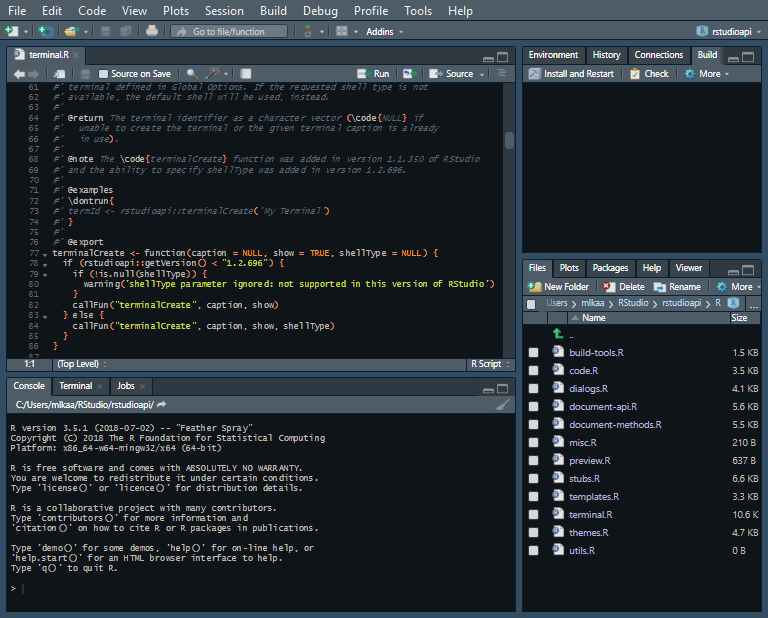 File Edit Code View Plots Session Build Debug Profile Tools Help
Go to file/function Addins rstudioapi
terminal.R
Source on Save Run Source
61 #' terminal defined in Global Options. If the requested shell type is not
62 #' available, the default shell will be used, instead.
63 #'
64 #' @return The terminal identifier as a character vector (\code{NULL} if
65 #'   unable to create the terminal or the given terminal caption is already
66 #'   in use).
67 #'
68 #' @note The \code{terminalCreate} function was added in version 1.1.350 of RStudio
69 #' and the ability to specify shellType was added in version 1.2.696.
70 #'
71 #' @examples
72 #' \dontrun{
73 #' termId <- rstudioapi::terminalCreate('My Terminal')
74 #' }
75 #'
76 #' @export
77 terminalCreate <- function(caption = NULL, show = TRUE, shellType = NULL) {
78   if (rstudioapi::getVersion() < "1.2.696") {
79     if (!is.null(shellType)) {
80       warning('shellType parameter ignored: not supported in this version of RStudio')
81     }
82     callFun("terminalCreate", caption, show)
83   } else {
84     callFun("terminalCreate", caption, show, shellType)
85   }
86 }
87
1:1 (Top Level) R Script
Console Terminal Jobs
C:/Users/mlkaa/RStudio/rstudioapi/
R version 3.5.1 (2018-07-02) -- "Feather Spray"
Copyright (C) 2018 The R Foundation for Statistical Computing
Platform: x86_64-w64-mingw32/x64 (64-bit)
R is free software and comes with ABSOLUTELY NO WARRANTY.
You are welcome to redistribute it under certain conditions.
Type 'license()' or 'licence()' for distribution details.
R is a collaborative project with many contributors.
Type 'contributors()' for more information and
'citation()' on how to cite R or R packages in publications.
Type 'demo()' for some demos, 'help()' for on-line help, or
'help.start()' for an HTML browser interface to help.
Type 'q()' to quit R.
>
Environment History Connections Build
Install and Restart Check More
Files Plots Packages Help Viewer
New Folder Delete Rename More
Users > mlkaa > RStudio > rstudioapi > R ...
Name Size
..
build-tools.R 1.5 KB
code.R 3.5 KB
dialogs.R 4.1 KB
document-api.R 5.6 KB
document-methods.R 5.5 KB
misc.R 210 B
preview.R 637 B
stubs.R 6.6 KB
templates.R 3.3 KB
terminal.R 10.6 K
themes.R 4.7 KB
utils.R 0 B